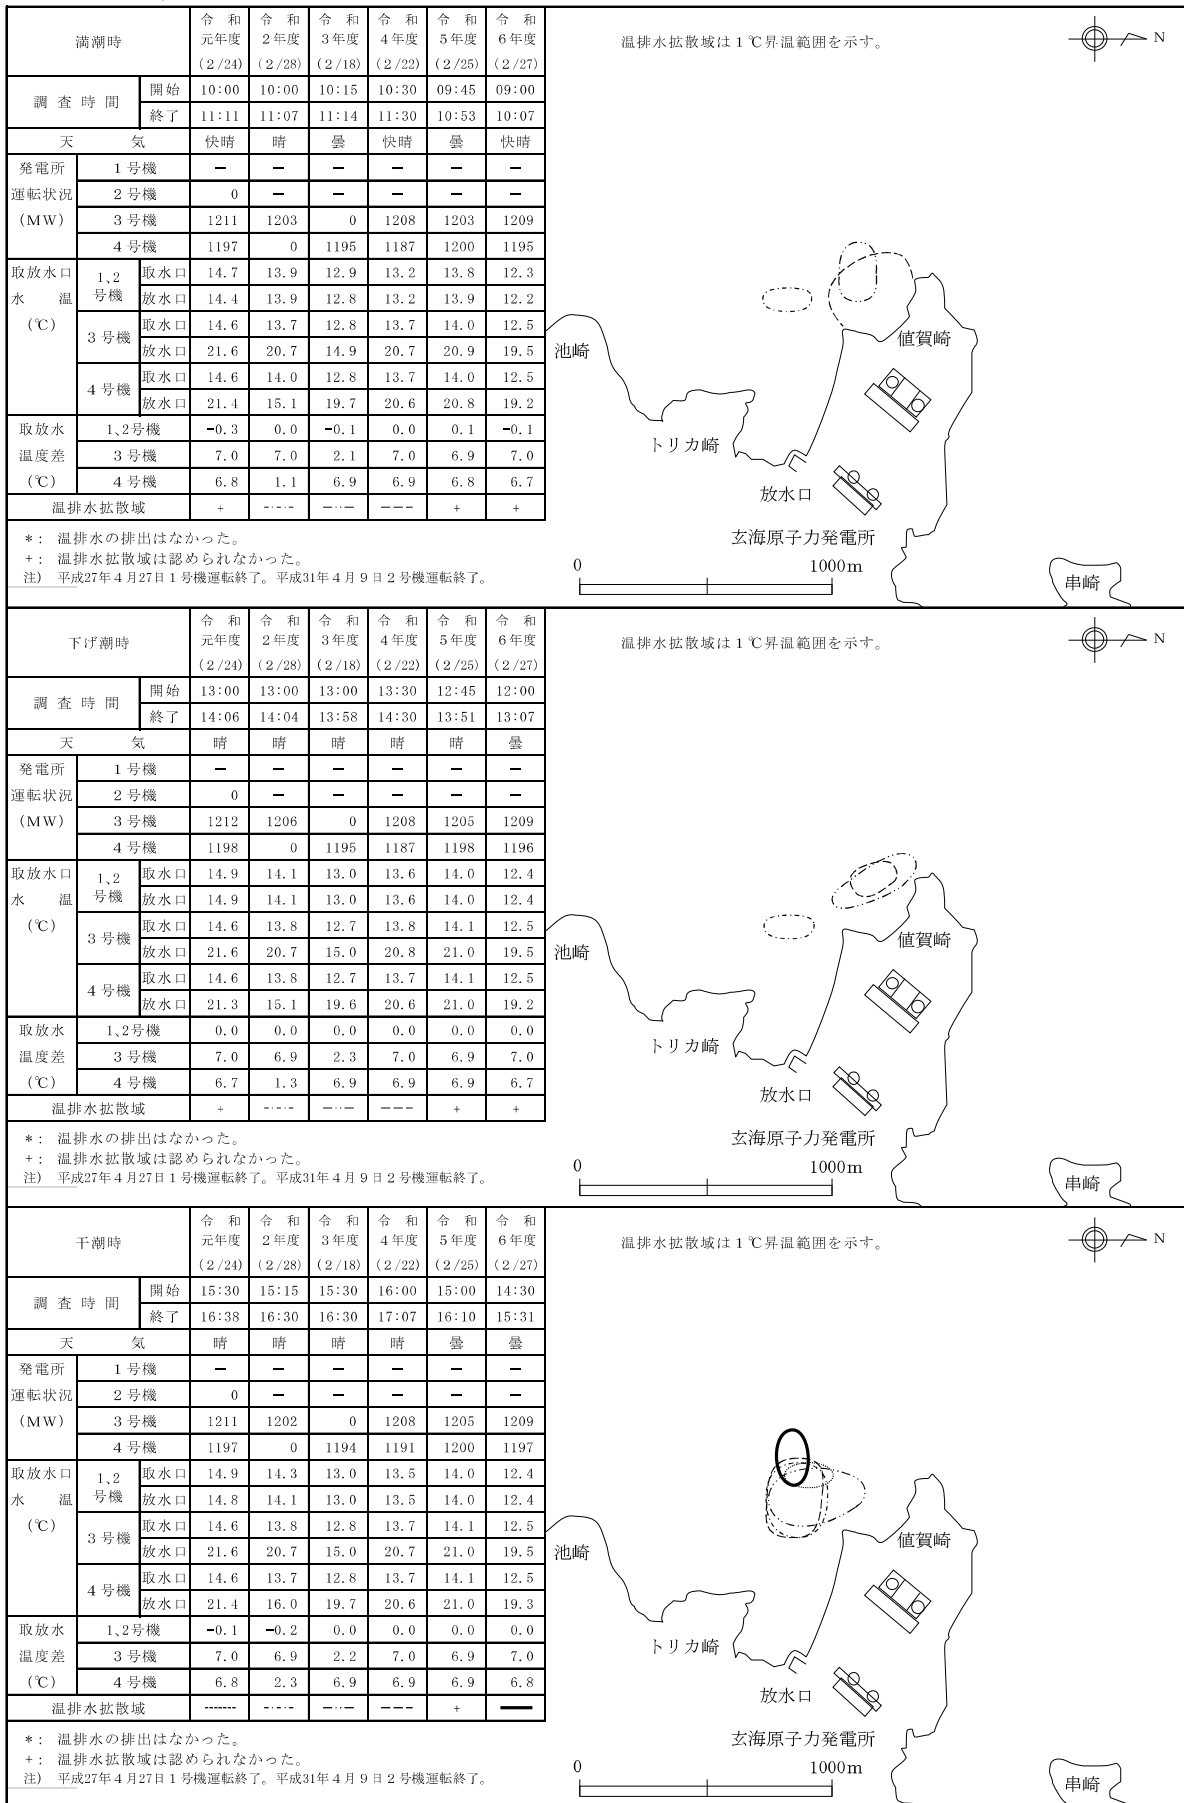 満潮時 令和元年度(2/24) 令和2年度(2/28) 令和3年度(2/18) 令和4年度(2/22) 令和5年度(2/25) 令和6年度(2/27)
調査時間 開始 10:00 10:00 10:15 10:30 09:45 09:00
終了 11:11 11:07 11:14 11:30 10:53 10:07
天気 快晴 晴 曇 快晴 曇 快晴
発電所運転状況(MW) 1号機 − − − − − −
2号機 0 − − − − −
3号機 1211 1203 0 1208 1203 1209
4号機 1197 0 1195 1187 1200 1195
取放水口水温(℃) 1、2号機 取水口 14.7 13.9 12.9 13.2 13.8 12.3
放水口 14.4 13.9 12.8 13.2 13.9 12.2
3号機 取水口 14.6 13.7 12.8 13.7 14.0 12.5
放水口 21.6 20.7 14.9 20.7 20.9 19.5
4号機 取水口 14.6 14.0 12.8 13.7 14.0 12.5
放水口 21.4 15.1 19.7 20.6 20.8 19.2
取放水温度差(℃) 1、2号機 −0.3 0.0 −0.1 0.0 0.1 −0.1
3号機 7.0 7.0 2.1 7.0 6.9 7.0
4号機 6.8 1.1 6.9 6.9 6.8 6.7
温排水拡散域 + -・-・- —・・— --- + +
*: 温排水の排出はなかった。
+: 温排水拡散域は認められなかった。
注) 平成27年4月27日1号機運転終了。平成31年4月9日2号機運転終了。
温排水拡散域は1℃昇温範囲を示す。
N
池崎
値賀崎
トリカ崎
放水口
玄海原子力発電所
0 1000m
串崎
下げ潮時 令和元年度(2/24) 令和2年度(2/28) 令和3年度(2/18) 令和4年度(2/22) 令和5年度(2/25) 令和6年度(2/27)
調査時間 開始 13:00 13:00 13:00 13:30 12:45 12:00
終了 14:06 14:04 13:58 14:30 13:51 13:07
天気 晴 晴 晴 晴 晴 曇
発電所運転状況(MW) 1号機 − − − − − −
2号機 0 − − − − −
3号機 1212 1206 0 1208 1205 1209
4号機 1198 0 1195 1187 1198 1196
取放水口水温(℃) 1、2号機 取水口 14.9 14.1 13.0 13.6 14.0 12.4
放水口 14.9 14.1 13.0 13.6 14.0 12.4
3号機 取水口 14.6 13.8 12.7 13.8 14.1 12.5
放水口 21.6 20.7 15.0 20.8 21.0 19.5
4号機 取水口 14.6 13.8 12.7 13.7 14.1 12.5
放水口 21.3 15.1 19.6 20.6 21.0 19.2
取放水温度差(℃) 1、2号機 0.0 0.0 0.0 0.0 0.0 0.0
3号機 7.0 6.9 2.3 7.0 6.9 7.0
4号機 6.7 1.3 6.9 6.9 6.9 6.7
温排水拡散域 + -・-・- —・・— --- + +
*: 温排水の排出はなかった。
+: 温排水拡散域は認められなかった。
注) 平成27年4月27日1号機運転終了。平成31年4月9日2号機運転終了。
温排水拡散域は1℃昇温範囲を示す。
N
池崎
値賀崎
トリカ崎
放水口
玄海原子力発電所
0 1000m
串崎
干潮時 令和元年度(2/24) 令和2年度(2/28) 令和3年度(2/18) 令和4年度(2/22) 令和5年度(2/25) 令和6年度(2/27)
調査時間 開始 15:30 15:15 15:30 16:00 15:00 14:30
終了 16:38 16:30 16:30 17:07 16:10 15:31
天気 晴 晴 晴 晴 曇 曇
発電所運転状況(MW) 1号機 − − − − − −
2号機 0 − − − − −
3号機 1211 1202 0 1208 1205 1209
4号機 1197 0 1194 1191 1200 1197
取放水口水温(℃) 1、2号機 取水口 14.9 14.3 13.0 13.5 14.0 12.4
放水口 14.8 14.1 13.0 13.5 14.0 12.4
3号機 取水口 14.6 13.8 12.8 13.7 14.1 12.5
放水口 21.6 20.7 15.0 20.7 21.0 19.5
4号機 取水口 14.6 13.7 12.8 13.7 14.1 12.5
放水口 21.4 16.0 19.7 20.6 21.0 19.3
取放水温度差(℃) 1、2号機 −0.1 −0.2 0.0 0.0 0.0 0.0
3号機 7.0 6.9 2.2 7.0 6.9 7.0
4号機 6.8 2.3 6.9 6.9 6.9 6.8
温排水拡散域 ------- -・-・- —・・— --- + ━━
*: 温排水の排出はなかった。
+: 温排水拡散域は認められなかった。
注) 平成27年4月27日1号機運転終了。平成31年4月9日2号機運転終了。
温排水拡散域は1℃昇温範囲を示す。
N
池崎
値賀崎
トリカ崎
放水口
玄海原子力発電所
0 1000m
串崎